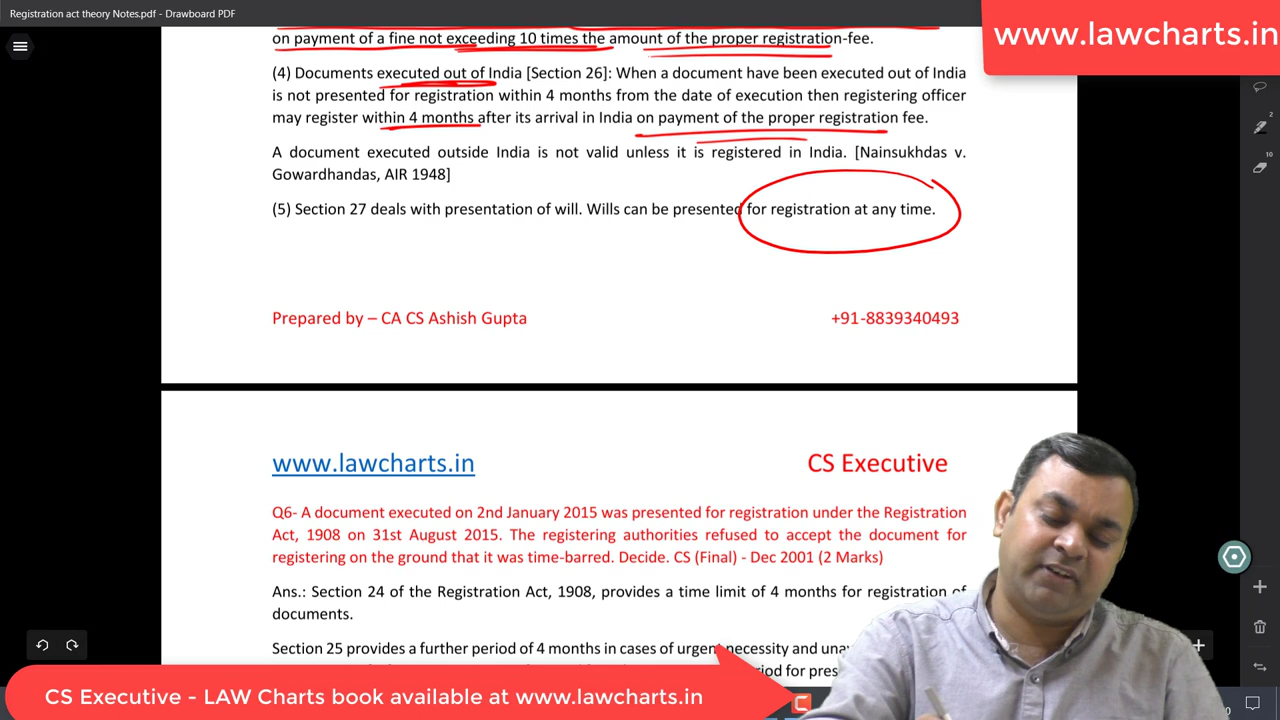 Registration act theory Notes.pdf - Drawboard PDF
www.lawcharts.in
on payment of a fine not exceeding 10 times the amount of the proper registration-fee.
(4) Documents executed out of India [Section 26]: When a document have been executed out of India
is not presented for registration within 4 months from the date of execution then registering officer
may register within 4 months after its arrival in India on payment of the proper registration fee.
A document executed outside India is not valid unless it is registered in India. [Nainsukhdas v.
Gowardhandas, AIR 1948]
(5) Section 27 deals with presentation of will. Wills can be presented for registration at any time.
Prepared by – CA CS Ashish Gupta +91-8839340493
www.lawcharts.in CS Executive
Q6- A document executed on 2nd January 2015 was presented for registration under the Registration
Act, 1908 on 31st August 2015. The registering authorities refused to accept the document for
registering on the ground that it was time-barred. Decide. CS (Final) - Dec 2001 (2 Marks)
Ans.: Section 24 of the Registration Act, 1908, provides a time limit of 4 months for registration of
documents.
Section 25 provides a further period of 4 months in cases of urgent necessity and
for
CS Executive - LAW Charts book available at www.lawcharts.in
2
10